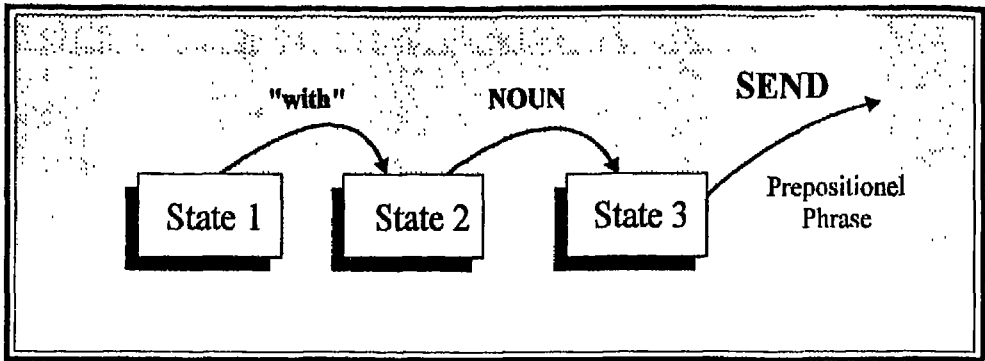 "with"
NOUN
SEND
State 1
State 2
State 3
Prepositionel
Phrase